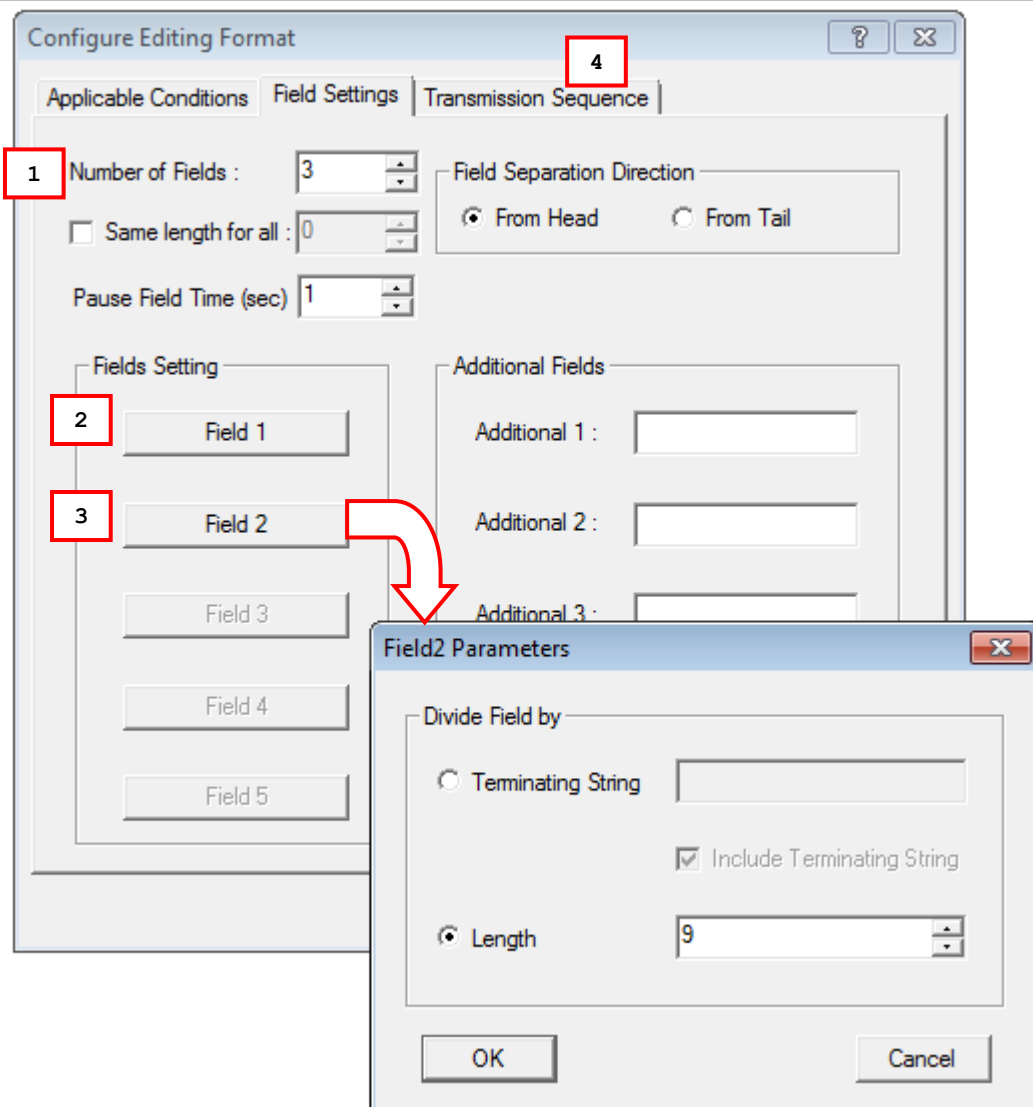 Configure Editing Format
4
Applicable Conditions Field Settings Transmission Sequence
1 Number of Fields : 3
Field Separation Direction
Same length for all : 0
From Head From Tail
Pause Field Time (sec) 1
Fields Setting
Additional Fields
2 Field 1
Additional 1 :
3 Field 2
Additional 2 :
Field 3
Additional 3 :
Field 4
Field 5
Field2 Parameters
Divide Field by
Terminating String
Include Terminating String
Length 9
OK Cancel